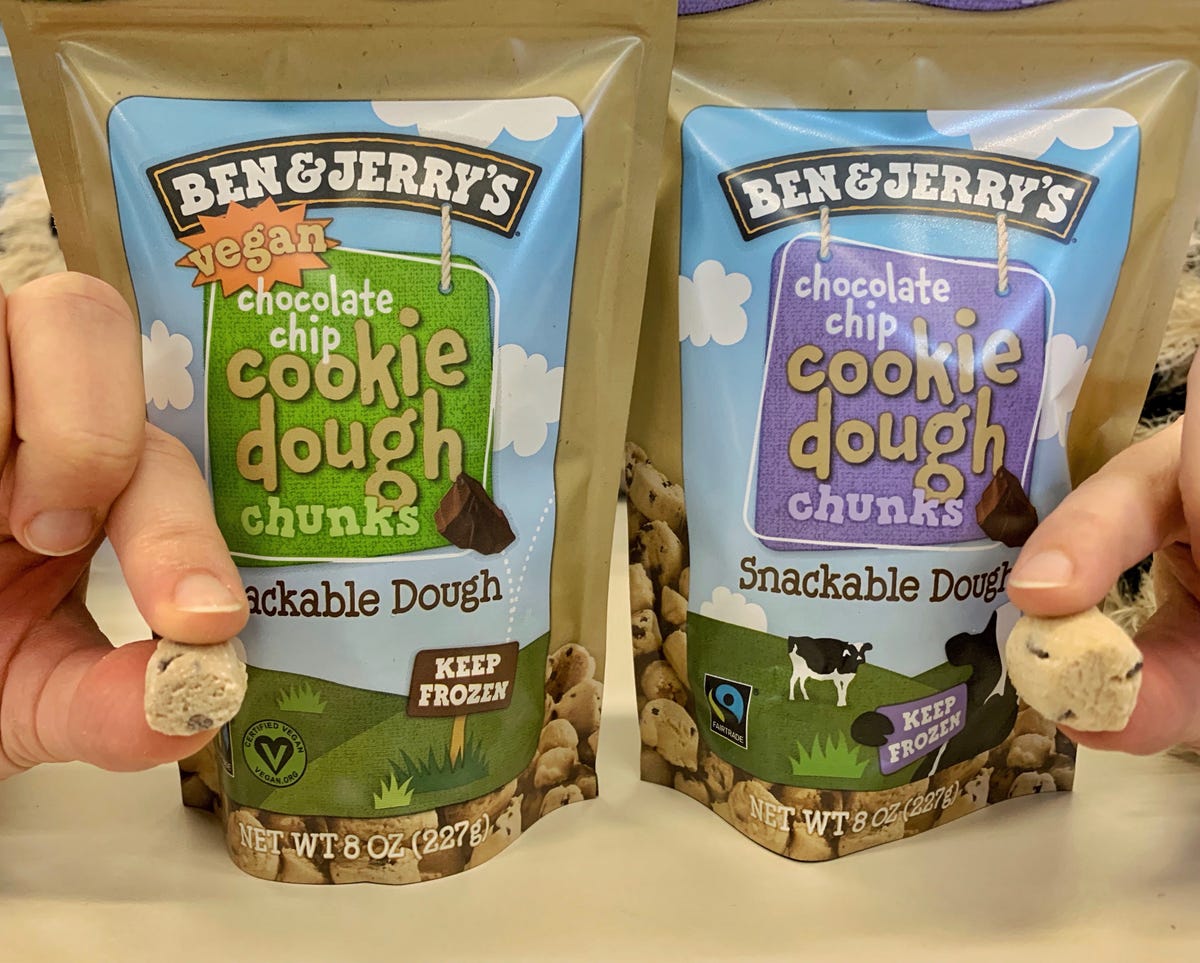 BEN & JERRY'S
vegan
chocolate
chip
cookie
dough
chunks
ackable Dough
KEEP
FROZEN
CERTIFIED VEGAN
VEGAN.ORG
NET WT 8 OZ (227g)
BEN & JERRY'S
chocolate
chip
cookie
dough
chunks
Snackable Dough
FAIRTRADE
KEEP
FROZEN
NET WT 8 OZ (227g)